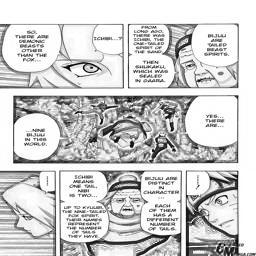 BIJUU
ARE
TAILED
BEAST
SPIRITS.
FROM
LONG AGO,
THERE WAS
ICHIBI, THE
ONE-TAILED
SPIRIT OF
THE SAND.
THEN
SHUKAKU,
WHICH WAS
SEALED IN
GAARA.
ICHIBI...?
SO,
THERE ARE
DEMONIC
BEASTS
OTHER
THAN THE
FOX...
YES...
THERE
ARE...
...NINE
BIJUU IN
THIS
WORLD.
BIJUU ARE
DISTINCT
IN
CHARACTER
...
EACH OF
THEM HAS A
DIFFERENT
NUMBER OF
TAILS.
ICHIBI
MEANS
ONE TAIL,
NIBI IS
TWO...
UP TO KYUUBI,
THE NINE-TAILED
FOX SPIRIT.
THEIR NAMES
REPRESENT
THE NUMBER
OF TAILS
THEY HAVE.
...?